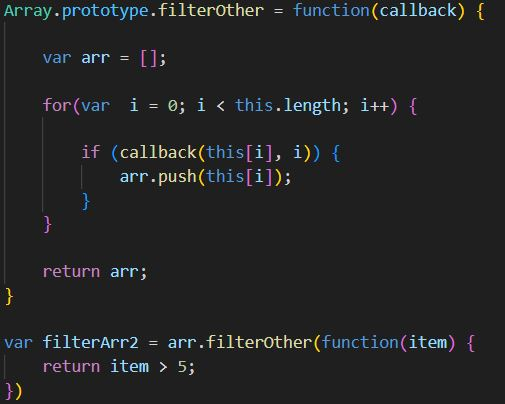 Array.prototype.filterOther = function(callback) {
var arr = [];
for(var  i = 0; i < this.length; i++) {
if (callback(this[i], i)) {
arr.push(this[i]);
}
}
return arr;
}
var filterArr2 = arr.filterOther(function(item) {
return item > 5;
})